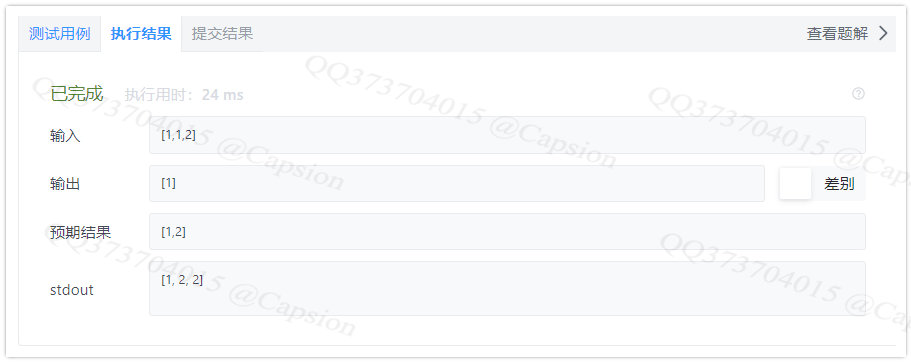 测试用例 执行结果 提交结果 查看题解
已完成 执行用时：24 ms
输入 [1,1,2]
输出 [1] 差别
预期结果 [1,2]
stdout [1, 2, 2]
QQ373704015 @Capsion
QQ373704015 @Capsion
QQ373704015 @Caps
QQ373704015 @Capsion
QQ373704015 @